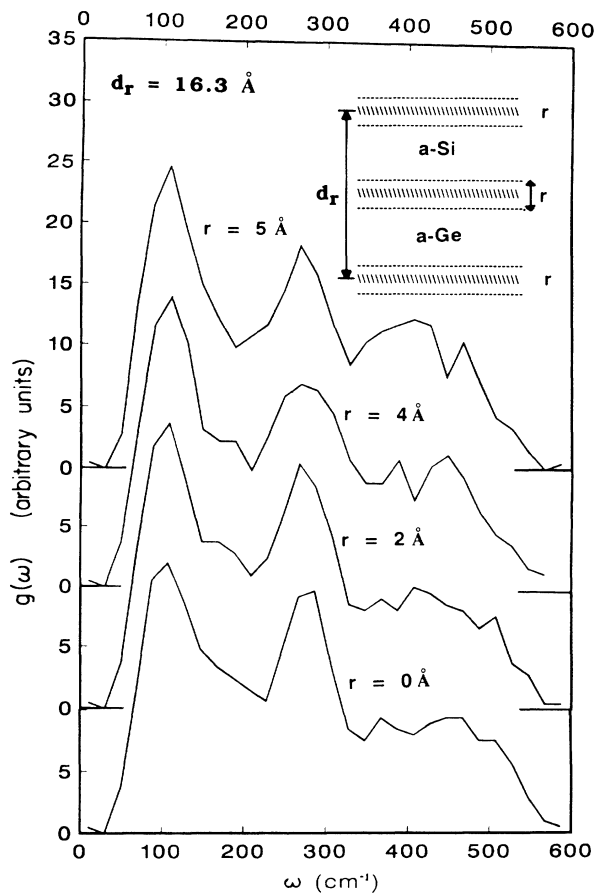 0 100 200 300 400 500 600
35
30
25
20
15
10
5
0
5
0
5
0
5
0
d_r = 16.3 Å
r
a-Si
d_r
r
a-Ge
r
r = 5 Å
r = 4 Å
r = 2 Å
r = 0 Å
g(ω) (arbitrary units)
0 100 200 300 400 500 600
ω (cm⁻¹)